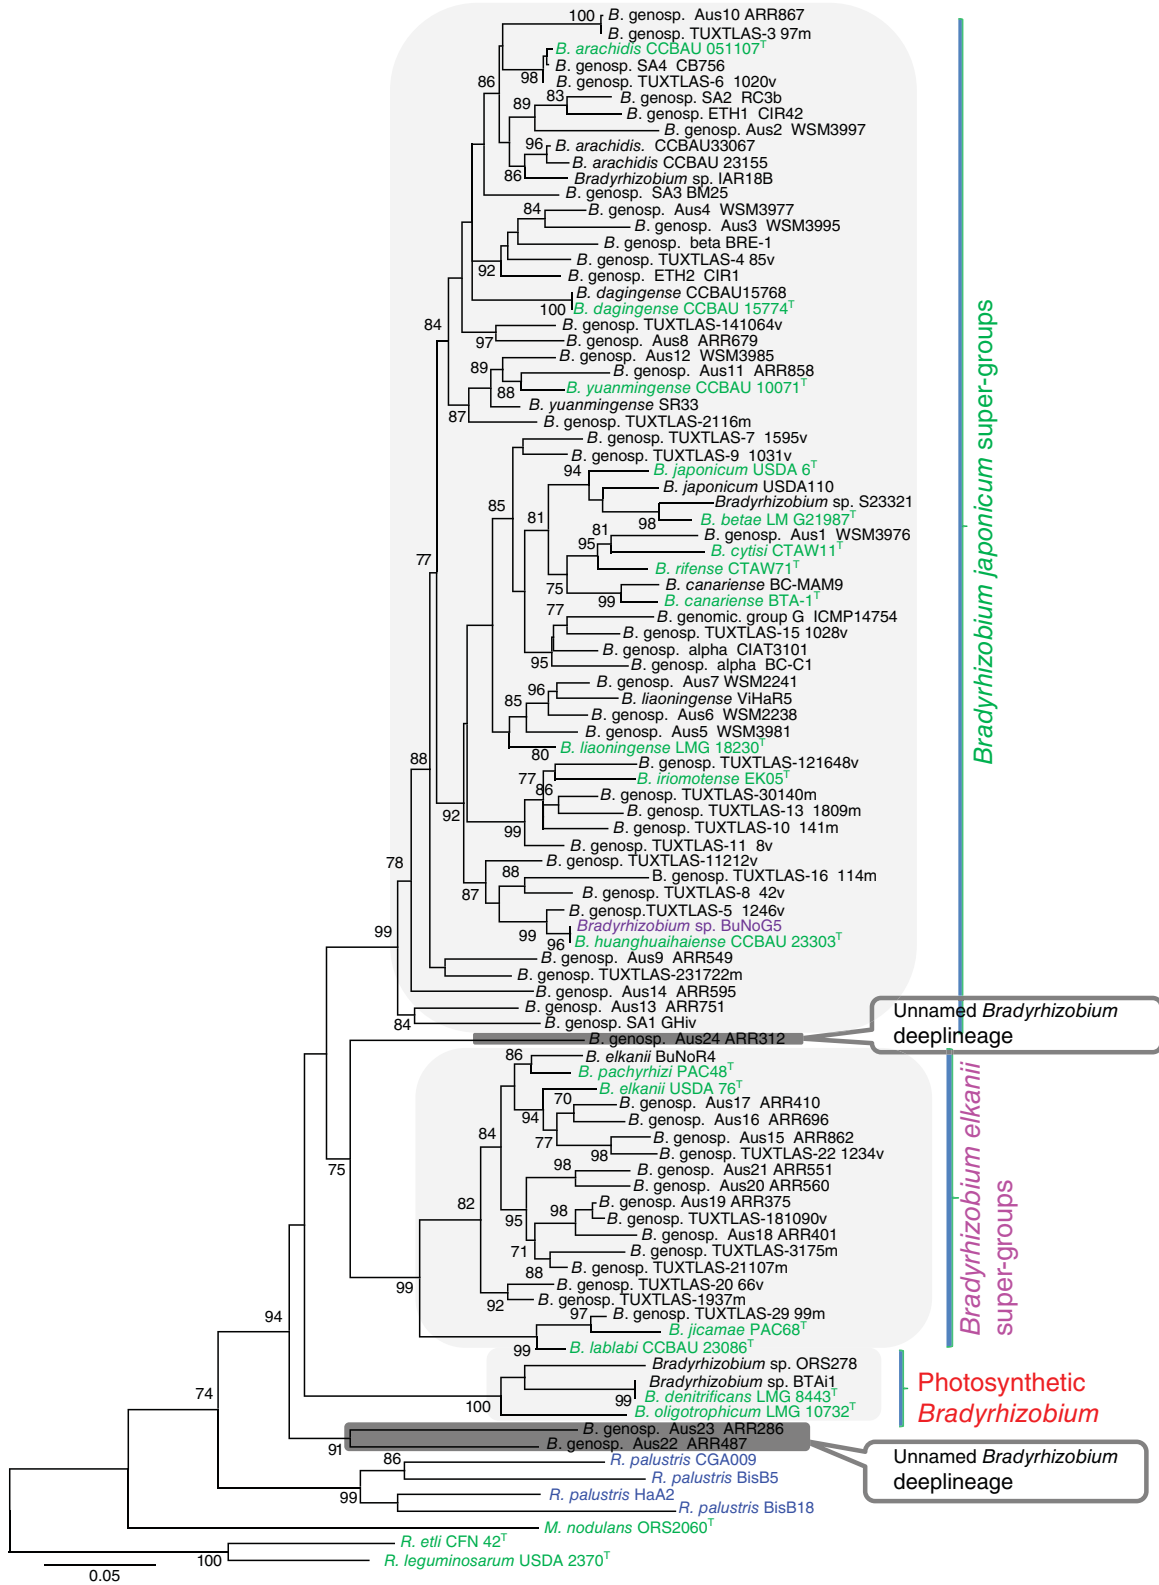 100 B. genosp. Aus10 ARR867
B. genosp. TUXTLAS-3 97m
B. arachidis CCBAU 051107T
B. genosp. SA4 CB756
98 B. genosp. TUXTLAS-6 1020v
86
83 B. genosp. SA2 RC3b
89 B. genosp. ETH1 CIR42
B. genosp. Aus2 WSM3997
96 B. arachidis. CCBAU33067
B. arachidis CCBAU 23155
86 Bradyrhizobium sp. IAR18B
B. genosp. SA3 BM25
84 B. genosp. Aus4 WSM3977
B. genosp. Aus3 WSM3995
B. genosp. beta BRE-1
B. genosp. TUXTLAS-4 85v
92 B. genosp. ETH2 CIR1
B. dagingense CCBAU15768
100 B. dagingense CCBAU 15774T
84 B. genosp. TUXTLAS-141064v
97 B. genosp. Aus8 ARR679
B. genosp. Aus12 WSM3985
89 B. genosp. Aus11 ARR858
88 B. yuanmingense CCBAU 10071T
B. yuanmingense SR33
87 B. genosp. TUXTLAS-2116m
B. genosp. TUXTLAS-7 1595v
B. genosp. TUXTLAS-9 1031v
94 B. japonicum USDA 6T
B. japonicum USDA110
85 Bradyrhizobium sp. S23321
81 98 B. betae LM G21987T
81 B. genosp. Aus1 WSM3976
95 B. cytisi CTAW11T
77 B. rifense CTAW71T
75 B. canariense BC-MAM9
99 B. canariense BTA-1T
77 B. genomic. group G ICMP14754
B. genosp. TUXTLAS-15 1028v
B. genosp. alpha CIAT3101
95 B. genosp. alpha BC-C1
B. genosp. Aus7 WSM2241
96 B. liaoningense ViHaR5
85 B. genosp. Aus6 WSM2238
B. genosp. Aus5 WSM3981
80 B. liaoningense LMG 18230T
88 B. genosp. TUXTLAS-121648v
77 B. iriomotense EK05T
86 B. genosp. TUXTLAS-30140m
B. genosp. TUXTLAS-13 1809m
92 B. genosp. TUXTLAS-10 141m
99 B. genosp. TUXTLAS-11 8v
B. genosp. TUXTLAS-11212v
78 88 B. genosp. TUXTLAS-16 114m
87 B. genosp. TUXTLAS-8 42v
B. genosp.TUXTLAS-5 1246v
99 Bradyrhizobium sp. BuNoG5
96 B. huanghuaihaiense CCBAU 23303T
99 B. genosp. Aus9 ARR549
B. genosp. TUXTLAS-231722m
B. genosp. Aus14 ARR595
B. genosp. Aus13 ARR751
84 B. genosp. SA1 GHiv
Bradyrhizobium japonicum super-groups
B. genosp. Aus24 ARR312
Unnamed Bradyrhizobium
deeplineage
86 B. elkanii BuNoR4
B. pachyrhizi PAC48T
B. elkanii USDA 76T
70 B. genosp. Aus17 ARR410
94 B. genosp. Aus16 ARR696
84 77 B. genosp. Aus15 ARR862
98 B. genosp. TUXTLAS-22 1234v
75 98 B. genosp. Aus21 ARR551
B. genosp. Aus20 ARR560
82 B. genosp. Aus19 ARR375
95 98 B. genosp. TUXTLAS-181090v
B. genosp. Aus18 ARR401
71 B. genosp. TUXTLAS-3175m
88 B. genosp. TUXTLAS-21107m
99 B. genosp. TUXTLAS-20 66v
92 B. genosp. TUXTLAS-1937m
97 B. genosp. TUXTLAS-29 99m
B. jicamae PAC68T
99 B. lablabi CCBAU 23086T
Bradyrhizobium elkanii
super-groups
94
Bradyrhizobium sp. ORS278
Bradyrhizobium sp. BTAi1
99 B. denitrificans LMG 8443T
100 B. oligotrophicum LMG 10732T
Photosynthetic
Bradyrhizobium
74
B. genosp. Aus23 ARR286
91 B. genosp. Aus22 ARR487
Unnamed Bradyrhizobium
deeplineage
86 R. palustris CGA009
R. palustris BisB5
99 R. palustris HaA2
R. palustris BisB18
M. nodulans ORS2060T
R. etli CFN 42T
100 R. leguminosarum USDA 2370T
0.05